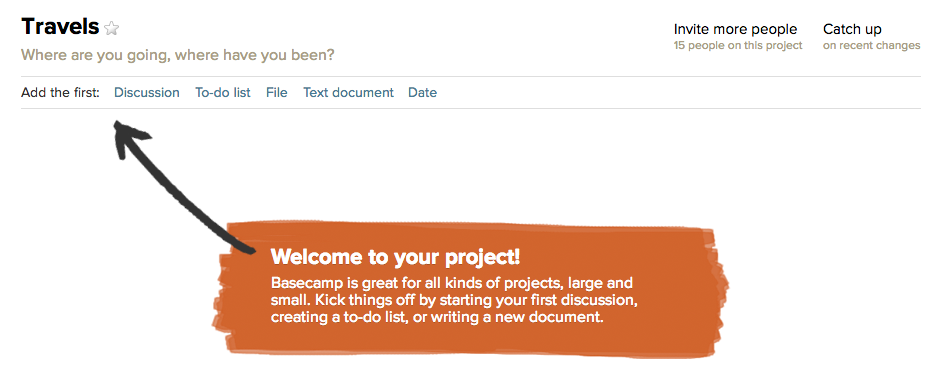 Travels
Invite more people
Catch up
15 people on this project
on recent changes
Where are you going, where have you been?
Add the first: Discussion To-do list File Text document Date
Welcome to your project!
Basecamp is great for all kinds of projects, large and
small. Kick things off by starting your first discussion,
creating a to-do list, or writing a new document.